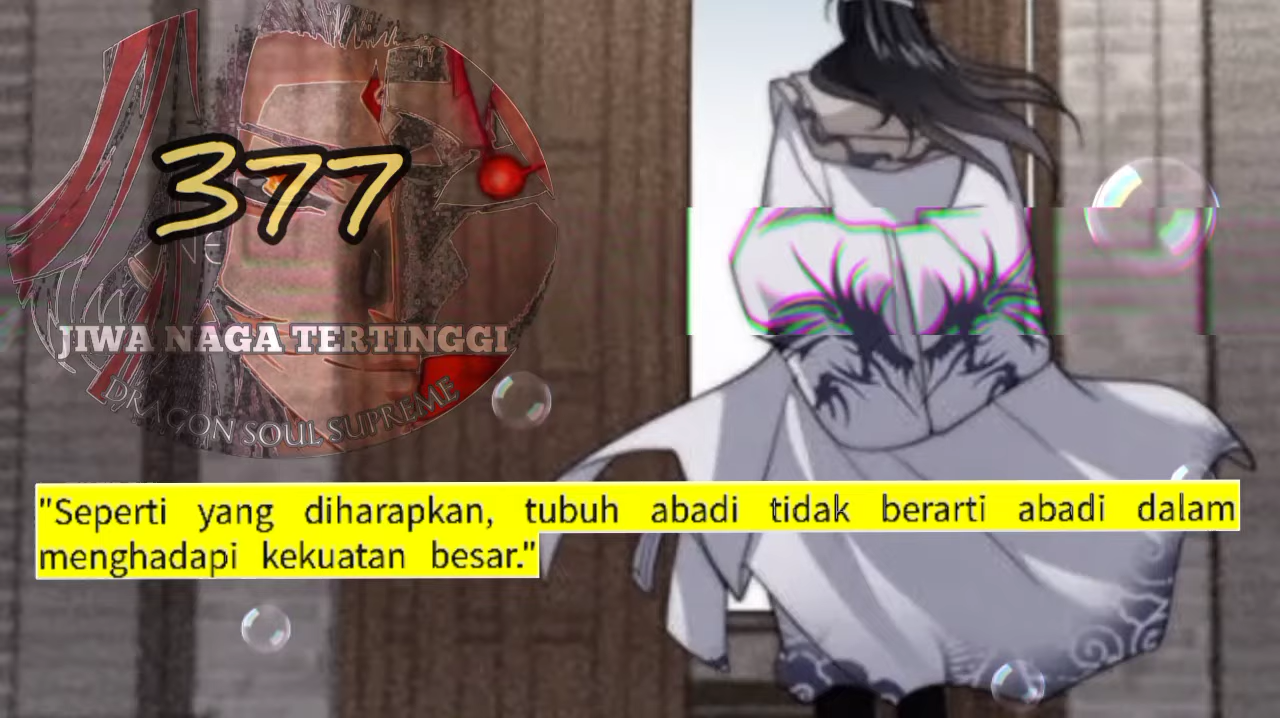 377
JIWA NAGA TERTINGGI
DRAGON SOUL SUPREME
"Seperti yang diharapkan, tubuh abadi tidak berarti abadi dalam
menghadapi kekuatan besar."